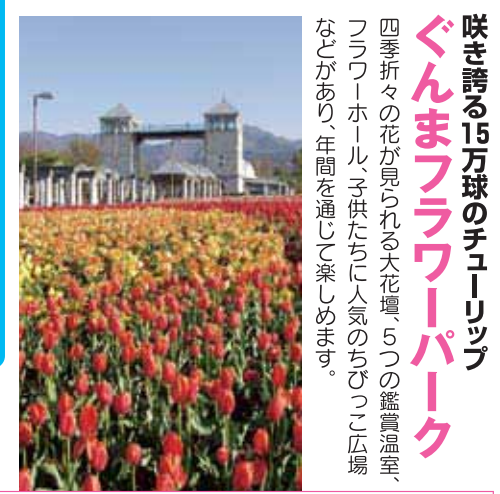 咲き誇る15万球のチューリップ
ぐんまフラワーパーク
四季折々の花が見られる大花壇、５つの鑑賞温室、
フラワーホール、子供たちに人気のちびっこ広場
などがあり、年間を通じて楽しめます。